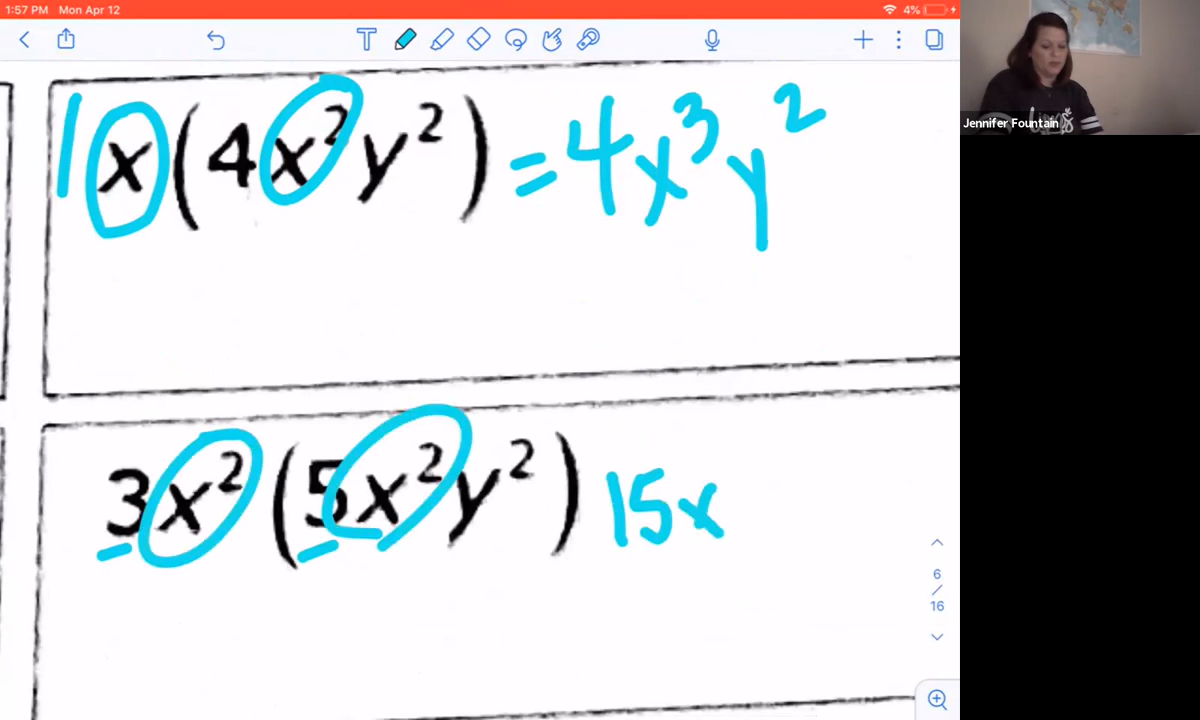 1:57 PM Mon Apr 12
4%
T
1x(4x²y²) = 4x³y²
3x²(5x²y²) 15x
6
/
16
Jennifer Fountain